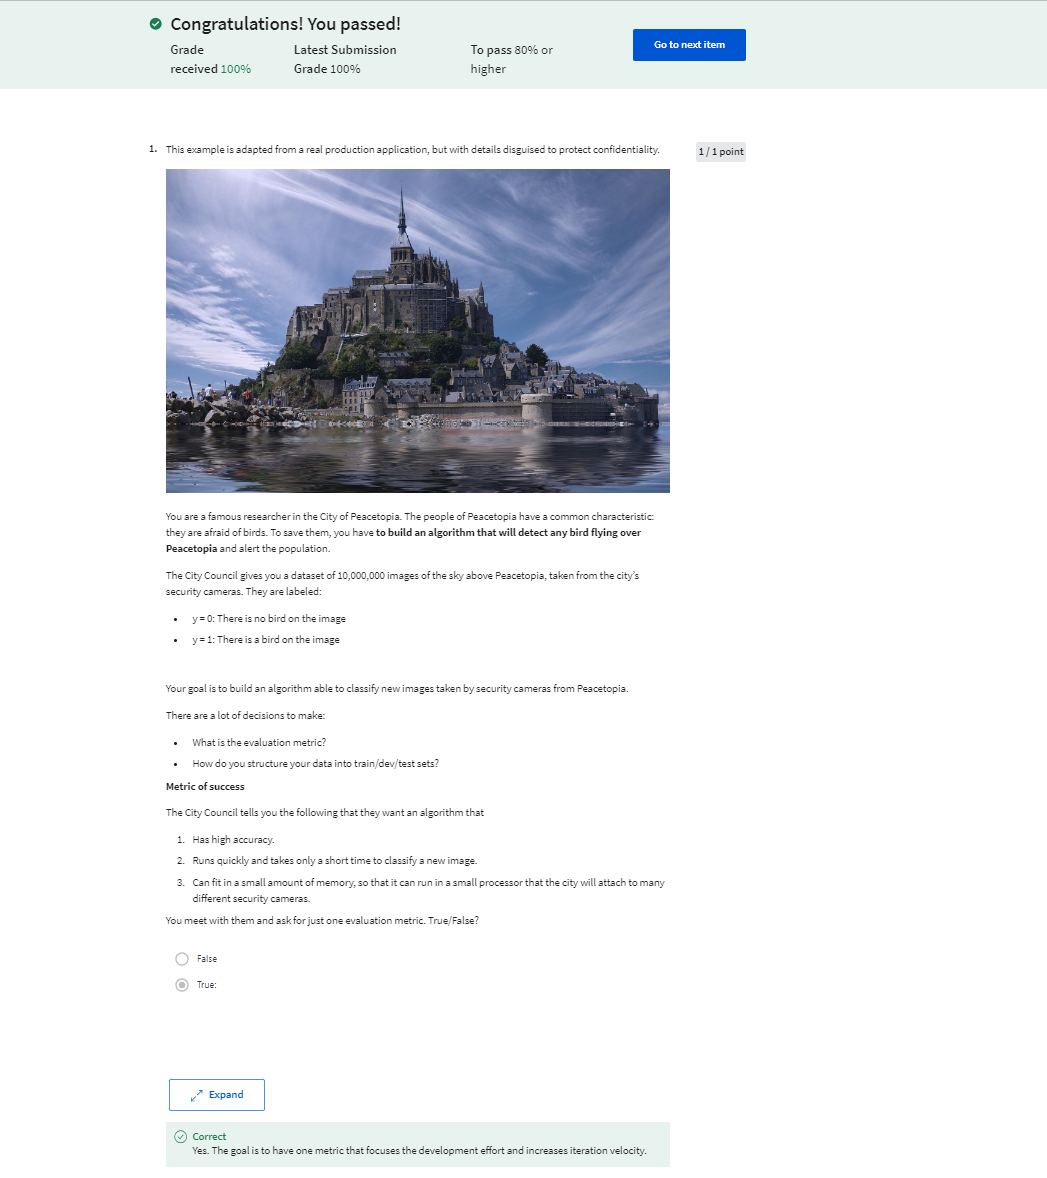 Congratulations! You passed!
Grade
received 100%
Latest Submission
Grade 100%
To pass 80% or
higher
Go to next item
1. This example is adapted from a real production application, but with details disguised to protect confidentiality.
1 / 1 point
You are a famous researcher in the City of Peacetopia. The people of Peacetopia have a common characteristic:
they are afraid of birds. To save them, you have to build an algorithm that will detect any bird flying over
Peacetopia and alert the population.
The City Council gives you a dataset of 10,000,000 images of the sky above Peacetopia, taken from the city's
security cameras. They are labeled:
• y = 0: There is no bird on the image
• y = 1: There is a bird on the image
Your goal is to build an algorithm able to classify new images taken by security cameras from Peacetopia.
There are a lot of decisions to make:
• What is the evaluation metric?
• How do you structure your data into train/dev/test sets?
Metric of success
The City Council tells you the following that they want an algorithm that
1. Has high accuracy.
2. Runs quickly and takes only a short time to classify a new image.
3. Can fit in a small amount of memory, so that it can run in a small processor that the city will attach to many
different security cameras.
You meet with them and ask for just one evaluation metric. True/False?
False
True:
Expand
Correct
Yes. The goal is to have one metric that focuses the development effort and increases iteration velocity.